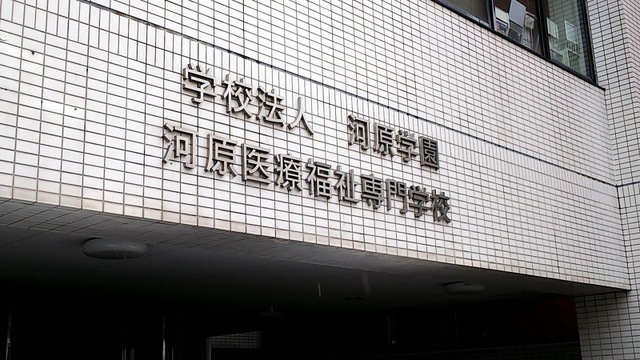 学校法人　河原学園
河原医療福祉専門学校